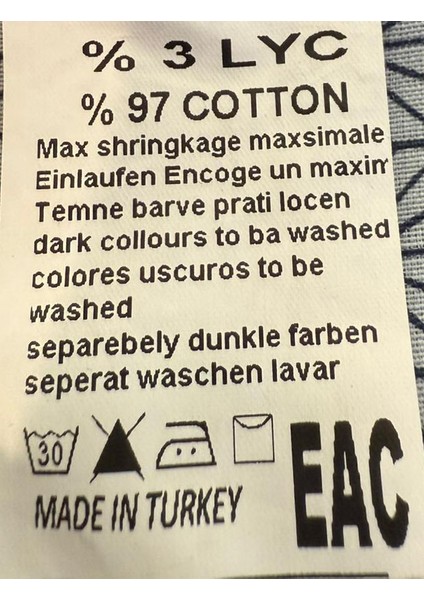 % 3 LYC
% 97 COTTON
Max shringkage maxsimale
Einlaufen Encoge un maxim
Temne barve prati locen
dark collours to ba washed
colores uscuros to be
washed
separebely dunkle farben
seperat waschen lavar
30
MADE IN TURKEY
EAC